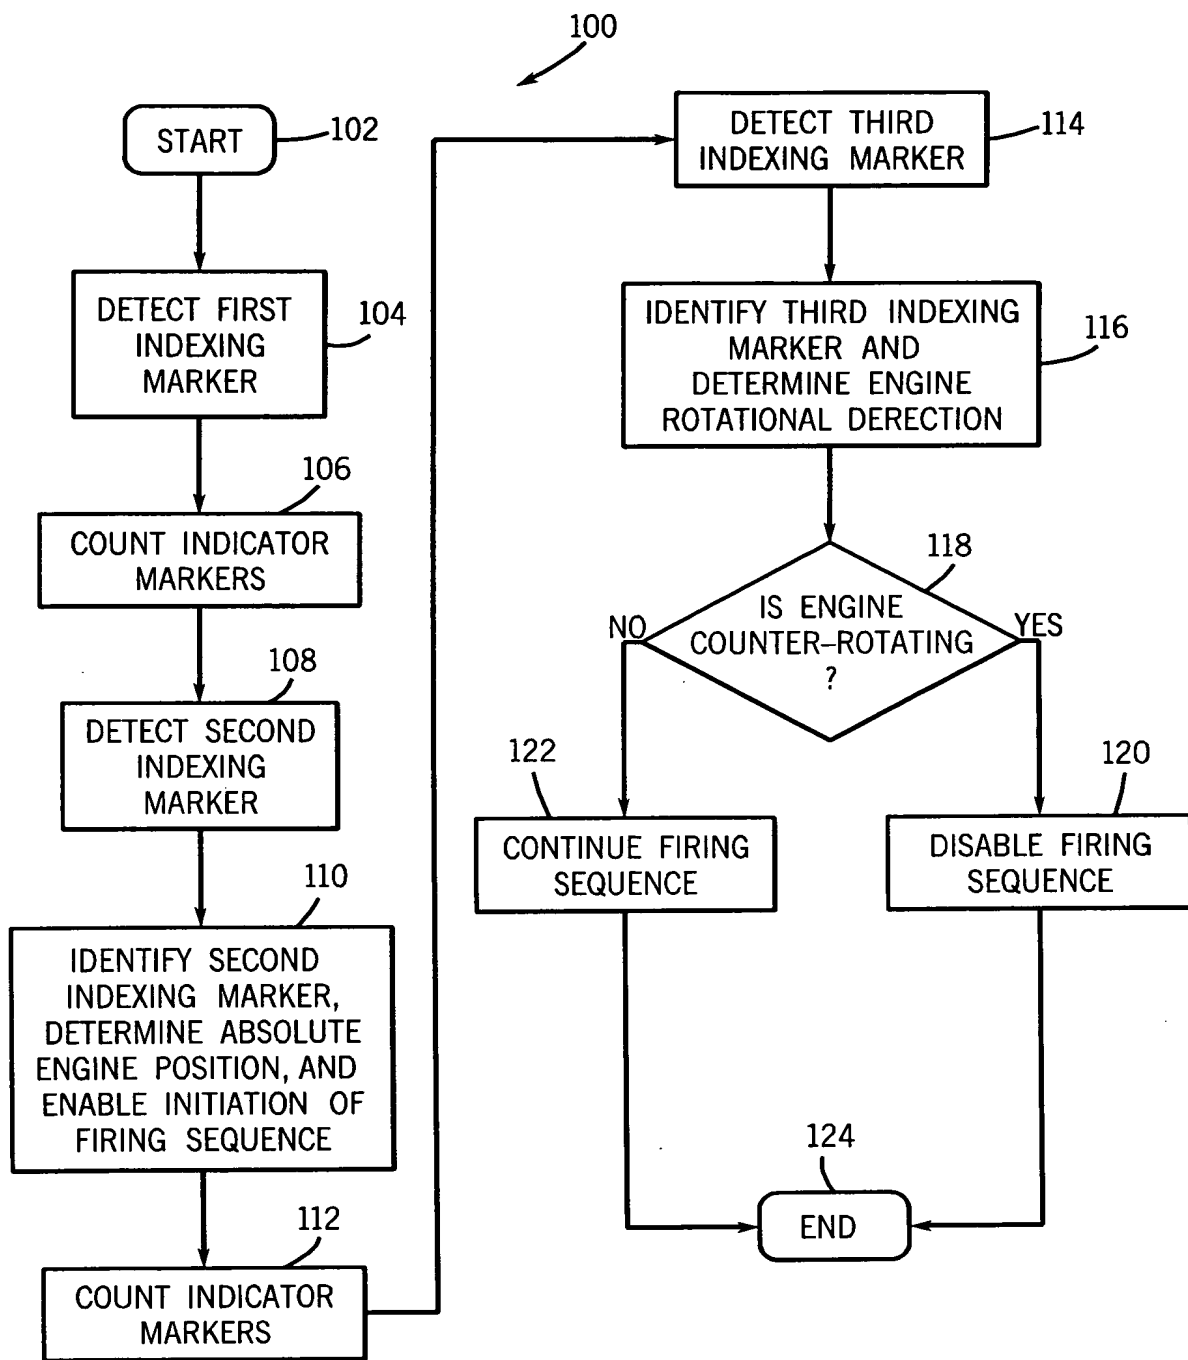 100
START
102
DETECT FIRST
INDEXING
MARKER
104
106
COUNT INDICATOR
MARKERS
108
DETECT SECOND
INDEXING
MARKER
110
IDENTIFY SECOND
INDEXING MARKER,
DETERMINE ABSOLUTE
ENGINE POSITION, AND
ENABLE INITIATION OF
FIRING SEQUENCE
112
COUNT INDICATOR
MARKERS
DETECT THIRD
INDEXING MARKER
114
IDENTIFY THIRD INDEXING
MARKER AND
DETERMINE ENGINE
ROTATIONAL DERECTION
116
118
IS ENGINE
COUNTER-ROTATING
?
NO
YES
122
CONTINUE FIRING
SEQUENCE
120
DISABLE FIRING
SEQUENCE
124
END